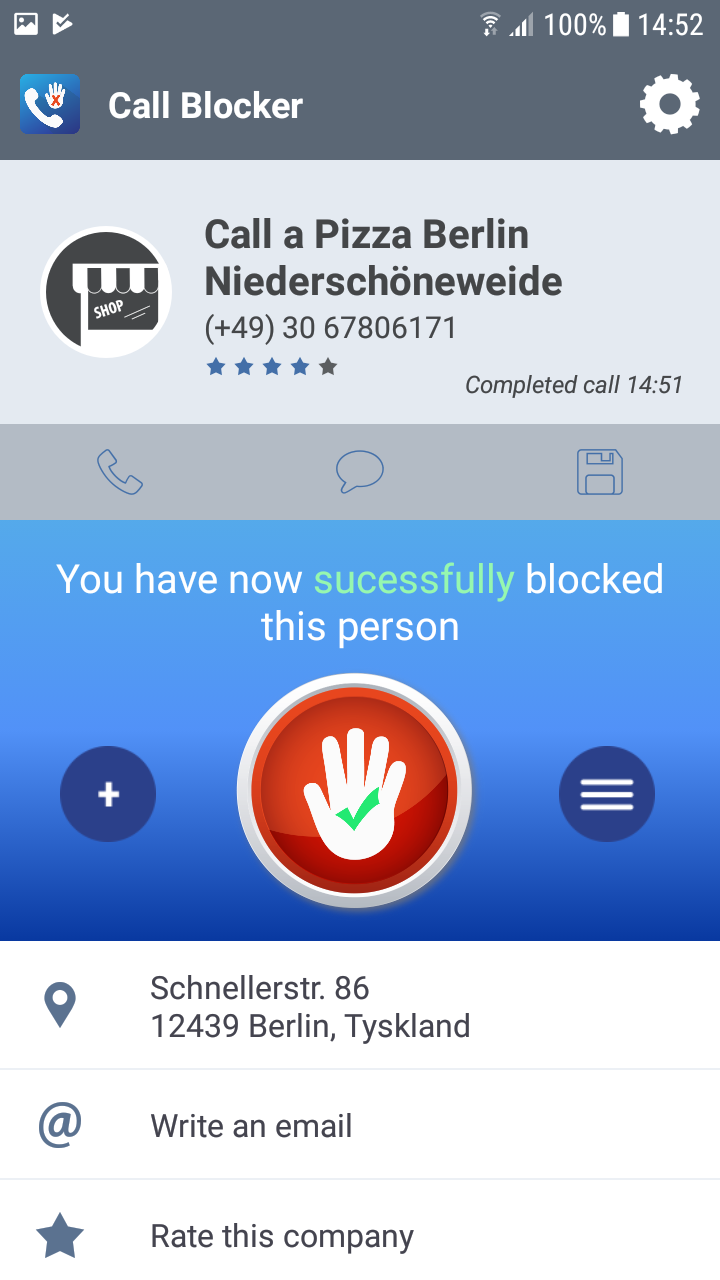 100% 14:52
Call Blocker
Call a Pizza Berlin
Niederschöneweide
SHOP
(+49) 30 67806171
Completed call 14:51
You have now sucessfully blocked
this person
Schnellerstr. 86
12439 Berlin, Tyskland
@ Write an email
Rate this company